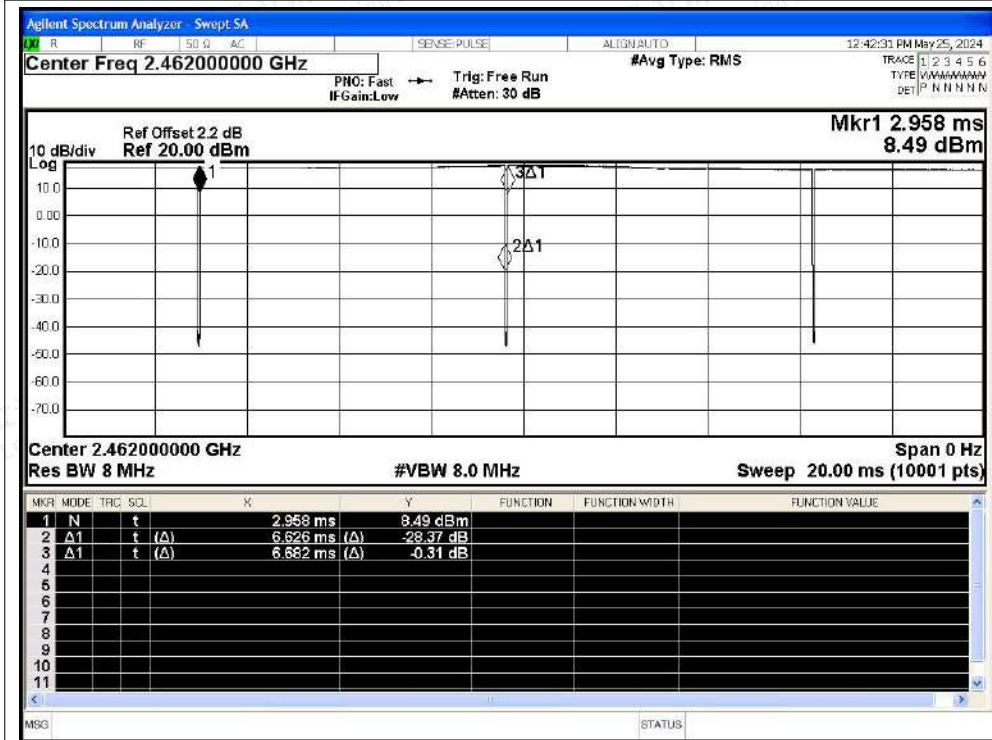 Agilent Spectrum Analyzer - Swept SA
LXI R RF 50 Ω AC SENSE:PULSE ALIGN AUTO 12:42:31 PM May 25, 2024
Center Freq 2.462000000 GHz #Avg Type: RMS TRACE 1 2 3 4 5 6
PNO: Fast Trig: Free Run TYPE
IFGain:Low #Atten: 30 dB DET P N N N N N
Mkr1 2.958 ms
Ref Offset 2.2 dB
10 dB/div Ref 20.00 dBm 8.49 dBm
Log
1
3Δ1
10.0
0.00
-10.0
2Δ1
-20.0
-30.0
-40.0
-50.0
-60.0
-70.0
Center 2.462000000 GHz Span 0 Hz
Res BW 8 MHz #VBW 8.0 MHz Sweep 20.00 ms (10001 pts)
MKR MODE TRC SCL X Y FUNCTION FUNCTION WIDTH FUNCTION VALUE
1 N t 2.958 ms 8.49 dBm
2 Δ1 t (Δ) 6.626 ms (Δ) -28.37 dB
3 Δ1 t (Δ) 6.682 ms (Δ) -0.31 dB
4
5
6
7
8
9
10
11
MSG STATUS